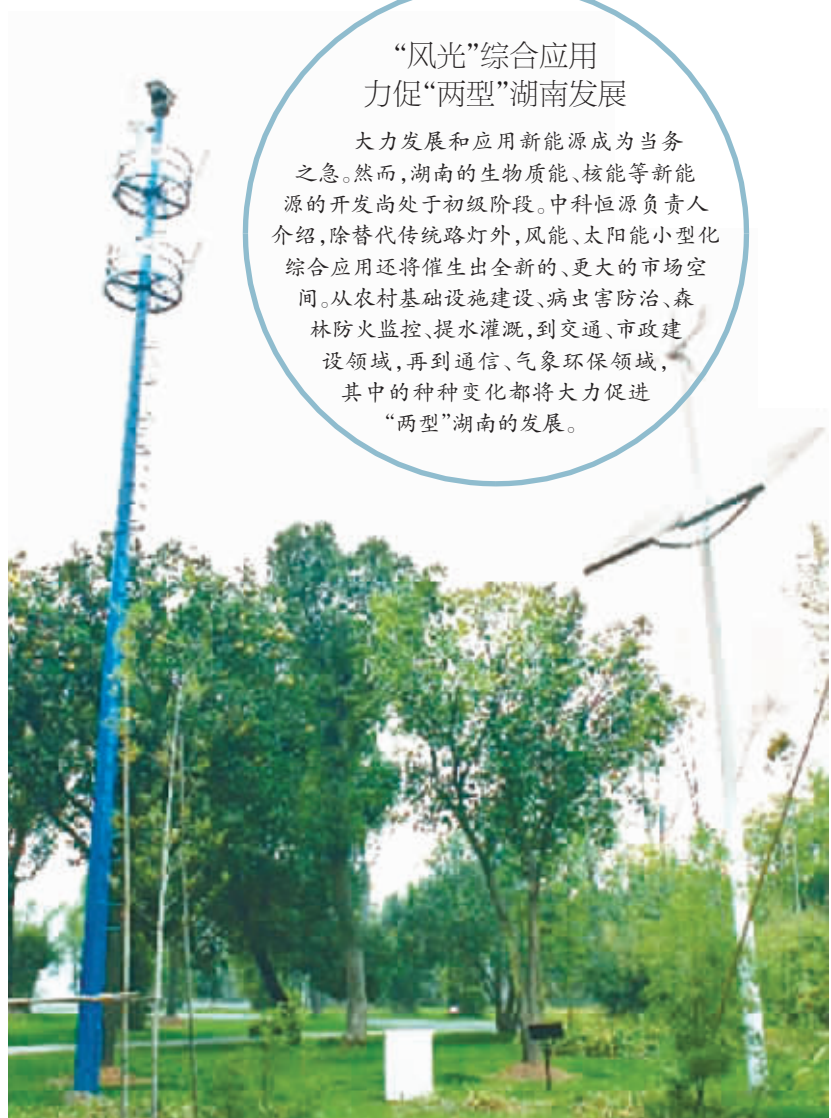 “风光”综合应用
力促“两型”湖南发展
大力发展和应用新能源成为当务
之急。然而,湖南的生物质能、核能等新能
源的开发尚处于初级阶段。中科恒源负责人
介绍,除替代传统路灯外,风能、太阳能小型化
综合应用还将催生出全新的、更大的市场空
间。从农村基础设施建设、病虫害防治、森
林防火监控、提水灌溉,到交通、市政建
设领域,再到通信、气象环保领域,
其中的种种变化都将大力促进
“两型”湖南的发展。